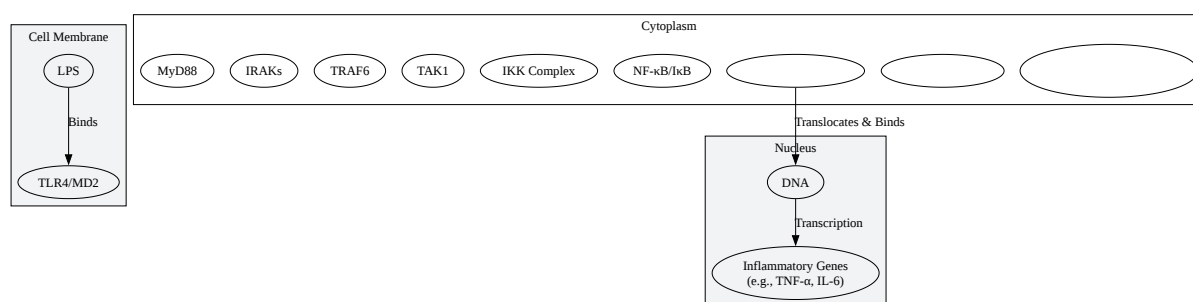 Cytoplasm
Cell Membrane
LPS
MyD88
IRAKs
TRAF6
TAK1
IKK Complex
NF-κB/IκB
Binds
Translocates & Binds
Nucleus
TLR4/MD2
DNA
Transcription
Inflammatory Genes
(e.g., TNF-α, IL-6)